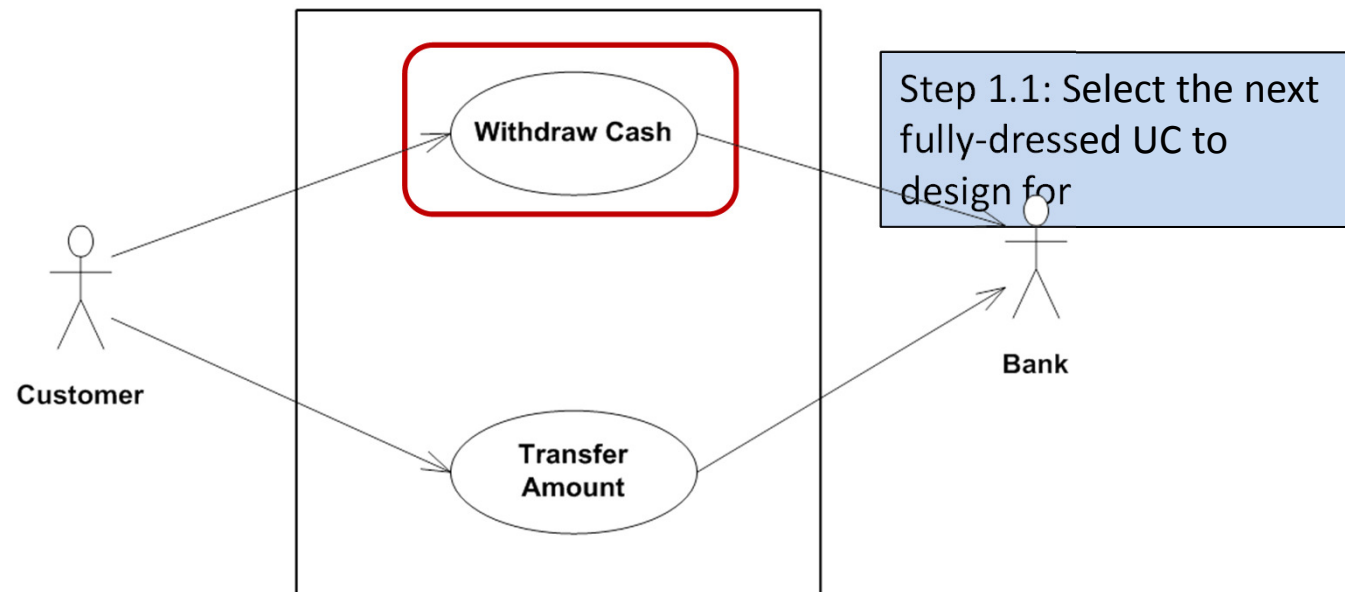 Withdraw Cash
Step 1.1: Select the next
fully-dressed UC to
design for
Customer
Bank
Transfer
Amount